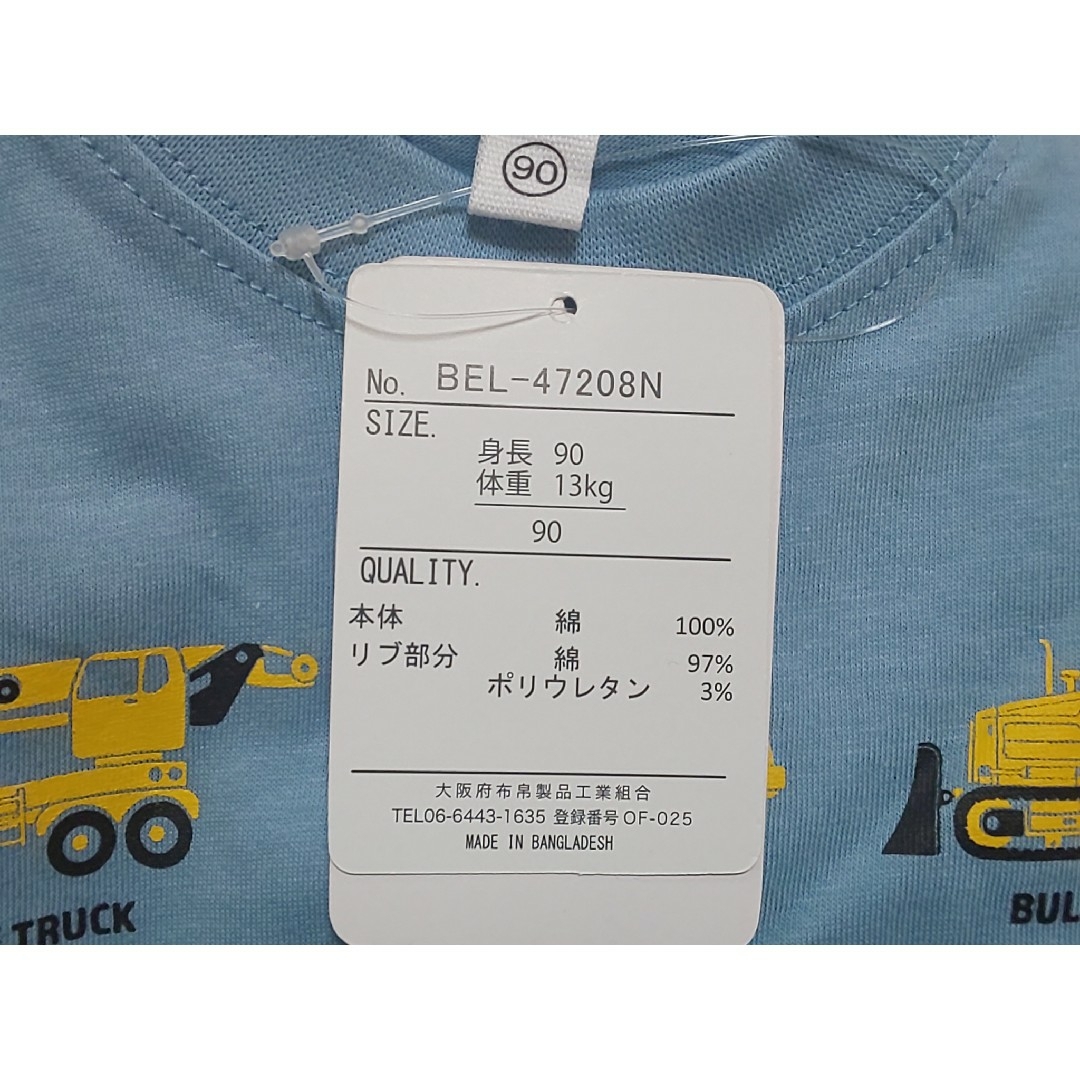 90
No. BEL-47208N
SIZE.
身長 90
体重 13kg
90
QUALITY.
本体 綿 100%
リブ部分 綿 97%
ポリウレタン 3%
大阪府布帛製品工業組合
TEL06-6443-1635 登録番号 OF-025
MADE IN BANGLADESH
TRUCK
BUL